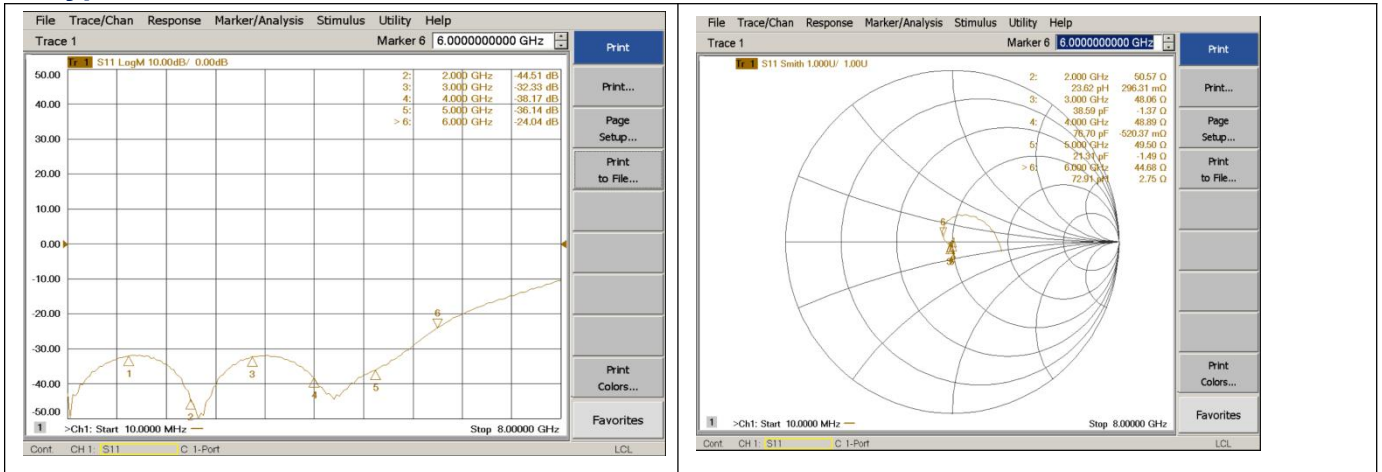 File Trace/Chan Response Marker/Analysis Stimulus Utility Help
Trace 1 Marker 6 6.0000000000 GHz
Tr 1 S11 LogM 10.00dB/ 0.00dB
50.00
40.00
30.00
20.00
10.00
0.00
-10.00
-20.00
-30.00
-40.00
-50.00
2: 2.000 GHz -44.51 dB
3: 3.000 GHz -32.33 dB
4: 4.000 GHz -38.17 dB
5: 5.000 GHz -36.14 dB
> 6: 6.000 GHz -24.04 dB
6
1
3
5
4
2
1 >Ch1: Start 10.0000 MHz Stop 8.00000 GHz
Cont. CH 1: S11 C 1-Port LCL
Print
Print...
Page
Setup...
Print
to File...
Print
Colors...
Favorites
File Trace/Chan Response Marker/Analysis Stimulus Utility Help
Trace 1 Marker 6 6.0000000000 GHz
Tr 1 S11 Smith 1.000U/ 1.00U
2: 2.000 GHz 50.57 Ω
23.62 pH 296.31 mΩ
3: 3.000 GHz 48.06 Ω
38.59 pF -1.37 Ω
4: 4.000 GHz 48.89 Ω
76.70 pF -520.37 mΩ
5: 5.000 GHz 49.50 Ω
21.31 pF -1.49 Ω
> 6: 6.000 GHz 44.68 Ω
72.91 pH 2.75 Ω
6
1 >Ch1: Start 10.0000 MHz Stop 8.00000 GHz
Cont. CH 1: S11 C 1-Port LCL
Print
Print...
Page
Setup...
Print
to File...
Print
Colors...
Favorites